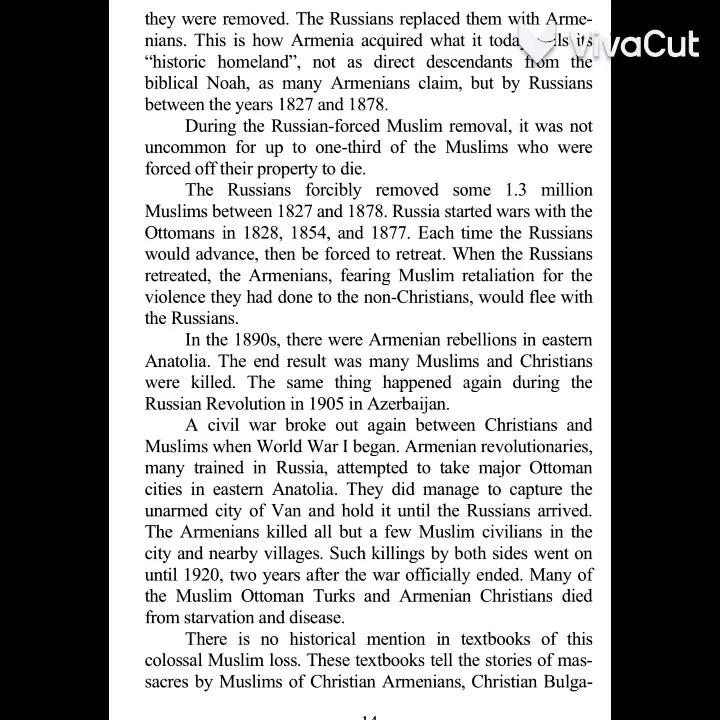 they were removed. The Russians replaced them with Arme-
nians. This is how Armenia acquired what it its
VivaCut
“historic homeland”, not as direct descendants from the
biblical Noah, as many Armenians claim, but by Russians
between the years 1827 and 1878.
During the Russian-forced Muslim removal, it was not
uncommon for up to one-third of the Muslims who were
forced off their property to die.
The Russians forcibly removed some 1.3 million
Muslims between 1827 and 1878. Russia started wars with the
Ottomans in 1828, 1854, and 1877. Each time the Russians
would advance, then be forced to retreat. When the Russians
retreated, the Armenians, fearing Muslim retaliation for the
violence they had done to the non-Christians, would flee with
the Russians.
In the 1890s, there were Armenian rebellions in eastern
Anatolia. The end result was many Muslims and Christians
were killed. The same thing happened again during the
Russian Revolution in 1905 in Azerbaijan.
A civil war broke out again between Christians and
Muslims when World War I began. Armenian revolutionaries,
many trained in Russia, attempted to take major Ottoman
cities in eastern Anatolia. They did manage to capture the
unarmed city of Van and hold it until the Russians arrived.
The Armenians killed all but a few Muslim civilians in the
city and nearby villages. Such killings by both sides went on
until 1920, two years after the war officially ended. Many of
the Muslim Ottoman Turks and Armenian Christians died
from starvation and disease.
There is no historical mention in textbooks of this
colossal Muslim loss. These textbooks tell the stories of mas-
sacres by Muslims of Christian Armenians, Christian Bulga-
14